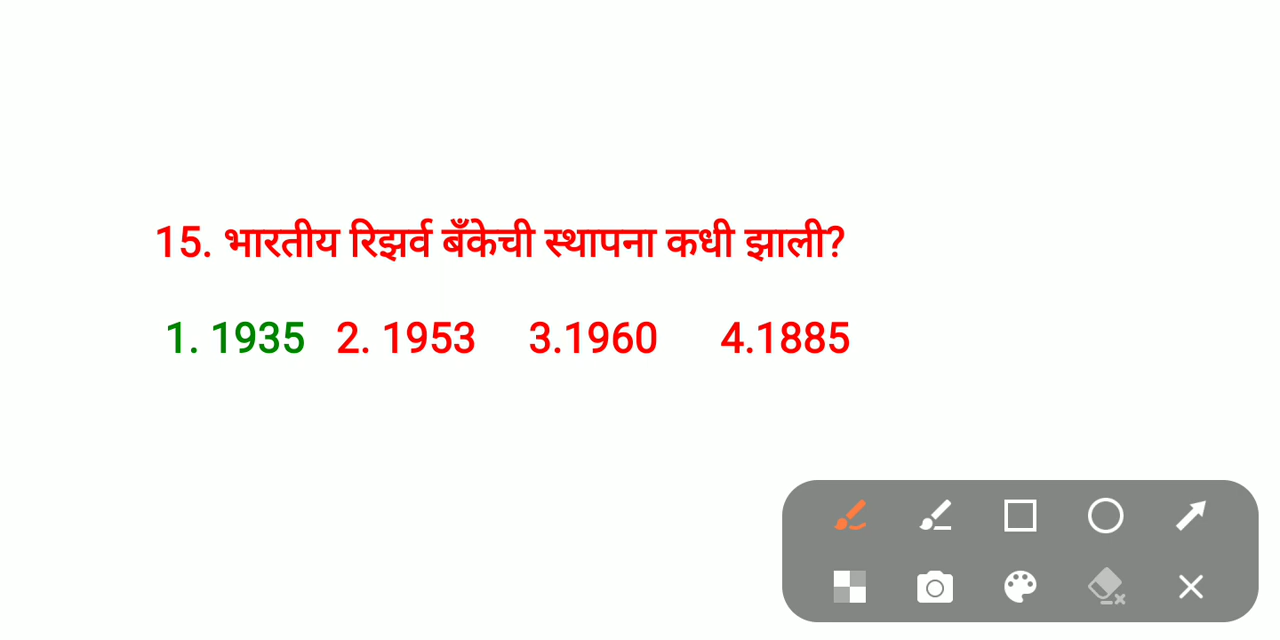 15. भारतीय रिझर्व बँकेची स्थापना कधी झाली?
1. 1935 2. 1953 3.1960 4.1885